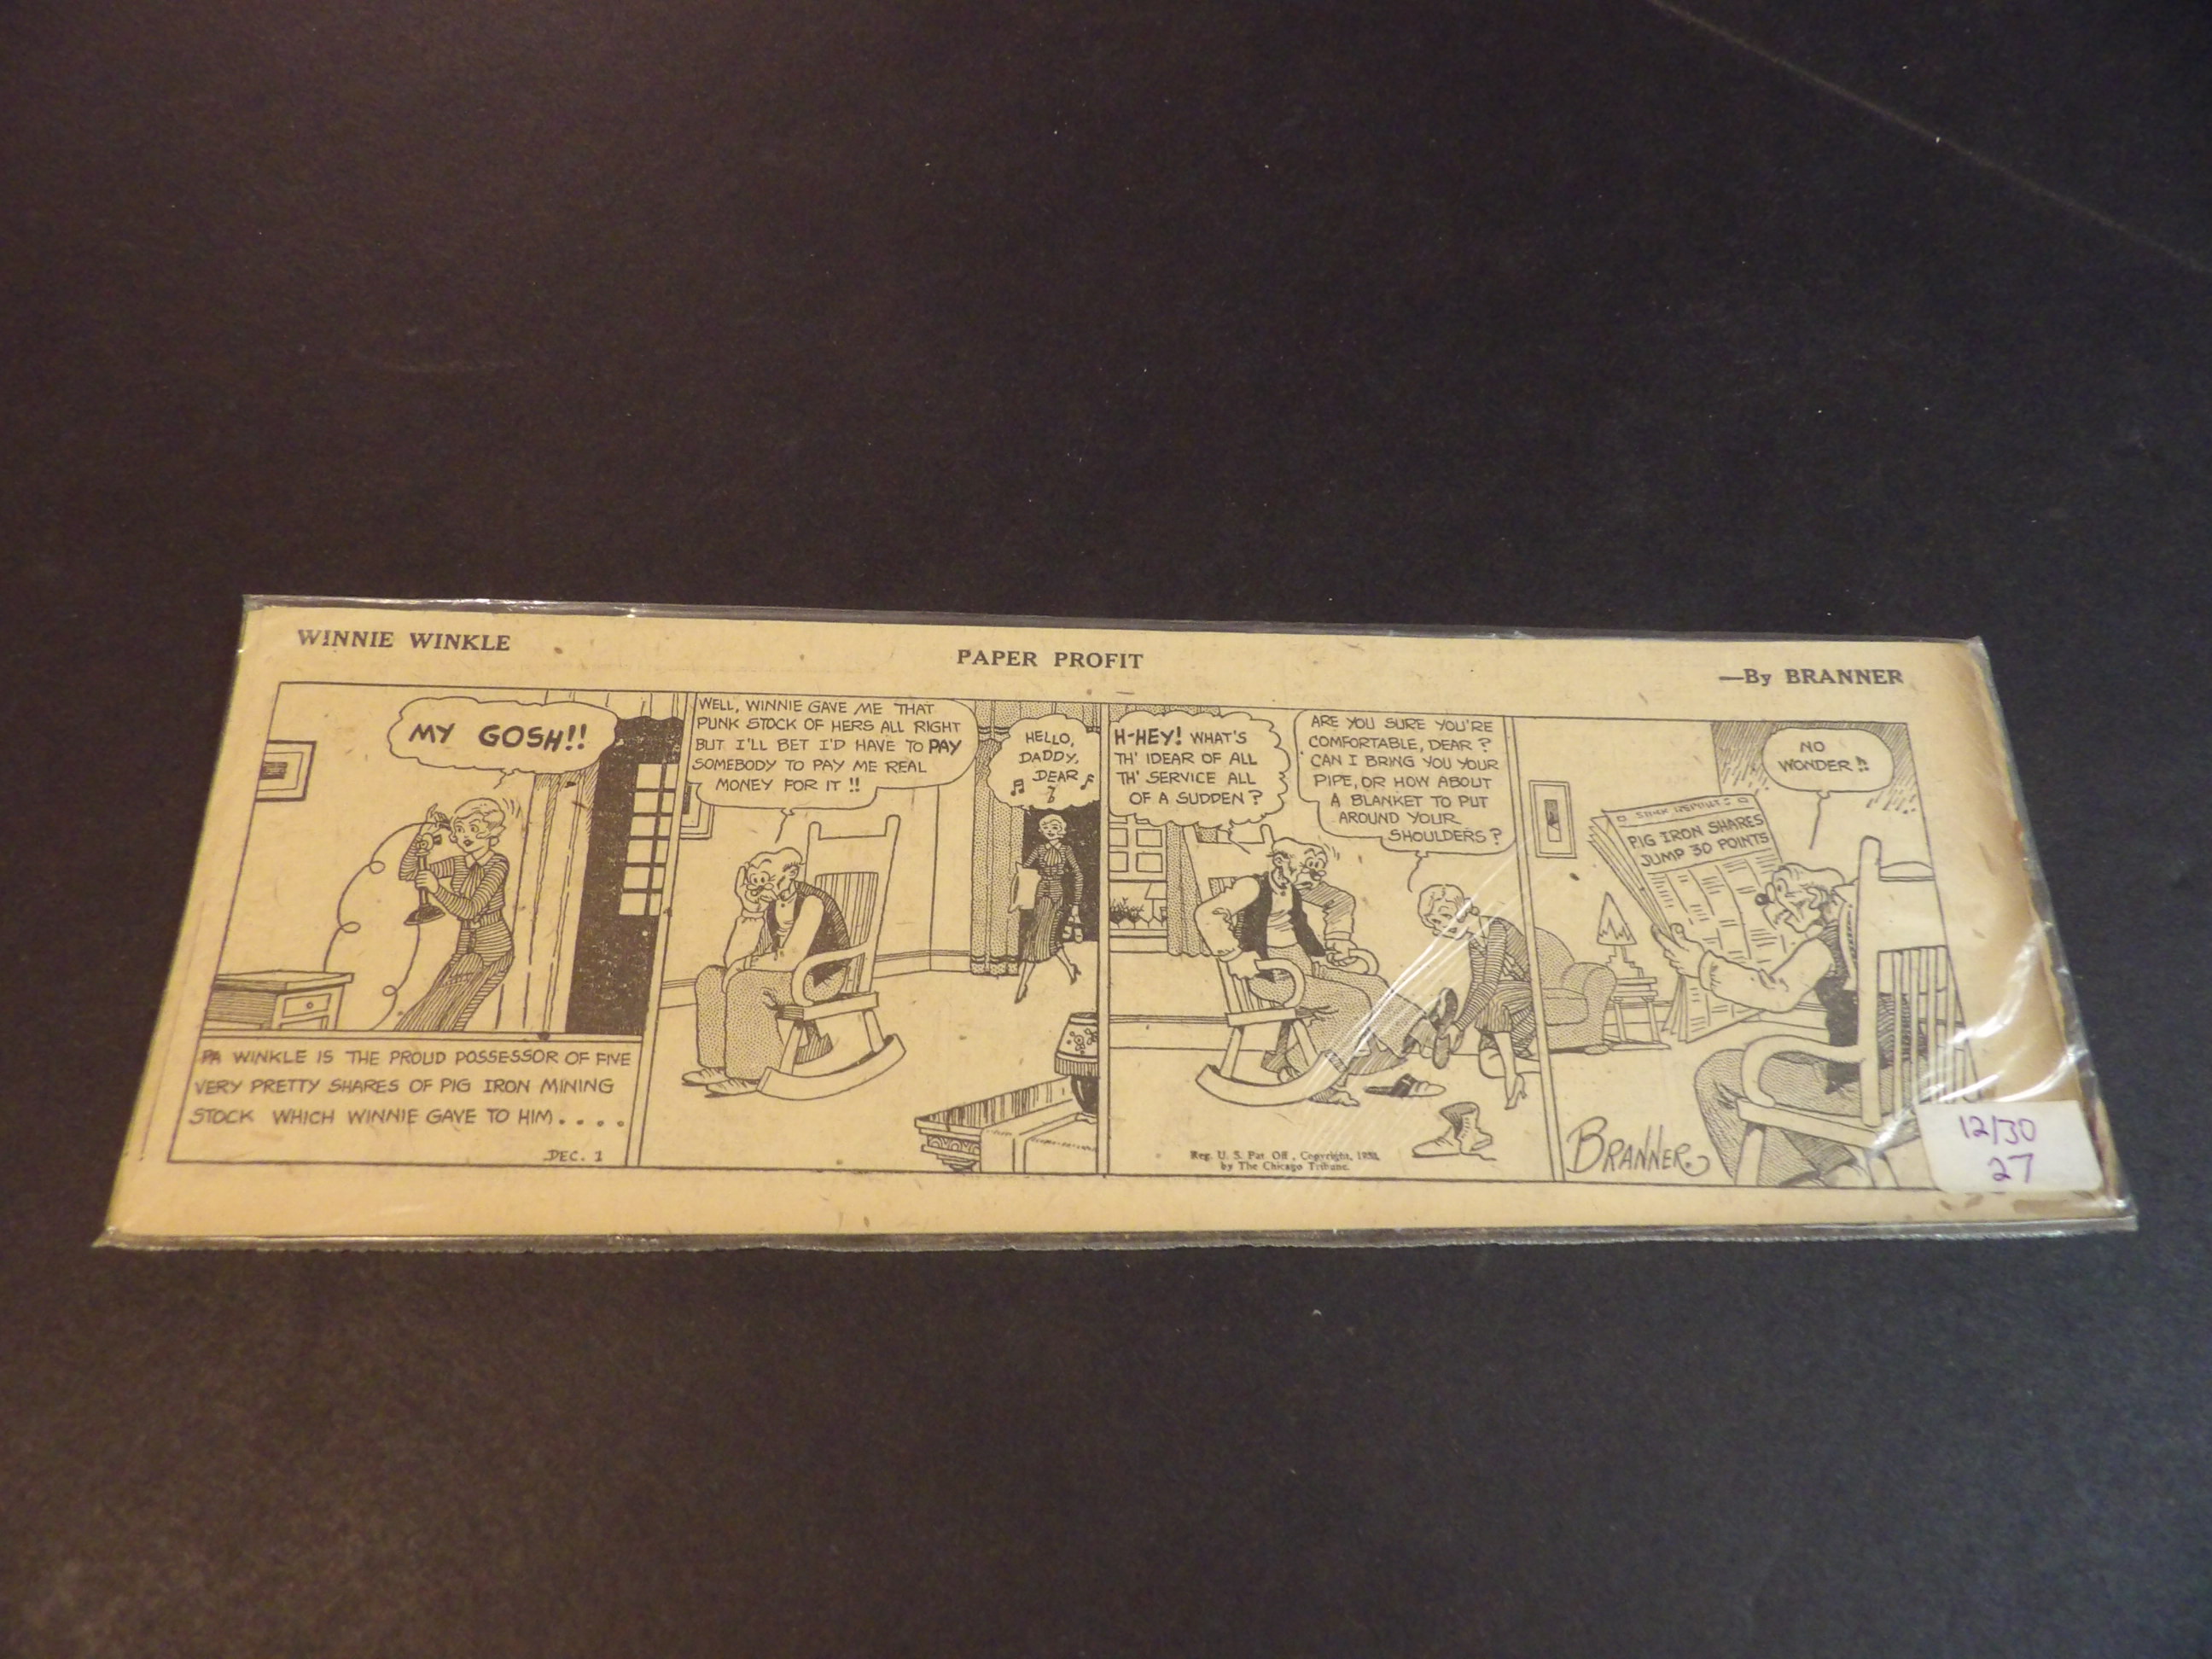 WINNIE WINKLE
PAPER PROFIT
—By BRANNER
MY GOSH!!
PA WINKLE IS THE PROUD POSSESSOR OF FIVE
VERY PRETTY SHARES OF PIG IRON MINING
STOCK WHICH WINNIE GAVE TO HIM....
DEC. 1
WELL, WINNIE GAVE ME THAT
PUNK STOCK OF HERS ALL RIGHT
BUT I'LL BET I'D HAVE TO PAY
SOMEBODY TO PAY ME REAL
MONEY FOR IT!!
HELLO,
DADDY,
DEAR
H-HEY! WHAT'S
TH' IDEAR OF ALL
TH' SERVICE ALL
OF A SUDDEN?
ARE YOU SURE YOU'RE
COMFORTABLE, DEAR?
CAN I BRING YOU YOUR
PIPE, OR HOW ABOUT
A BLANKET TO PUT
AROUND YOUR
SHOULDERS?
Reg. U. S. Pat. Off., Copyright,
by The Chicago Tribune.
NO
WONDER!!
PIG IRON SHARES
JUMP 30 POINTS
BRANNER
12/30
27